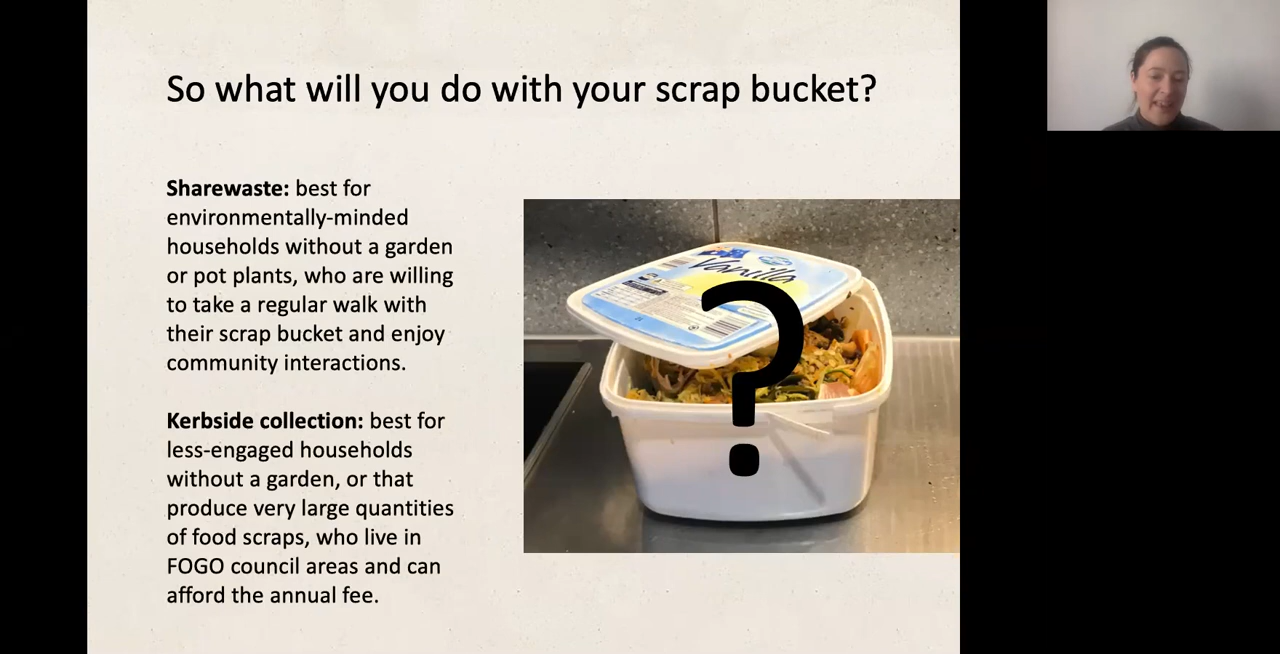 So what will you do with your scrap bucket?
Sharewaste: best for
environmentally-minded
households without a garden
or pot plants, who are willing
to take a regular walk with
their scrap bucket and enjoy
community interactions.
Kerbside collection: best for
less-engaged households
without a garden, or that
produce very large quantities
of food scraps, who live in
FOGO council areas and can
afford the annual fee.
Vanilla
?